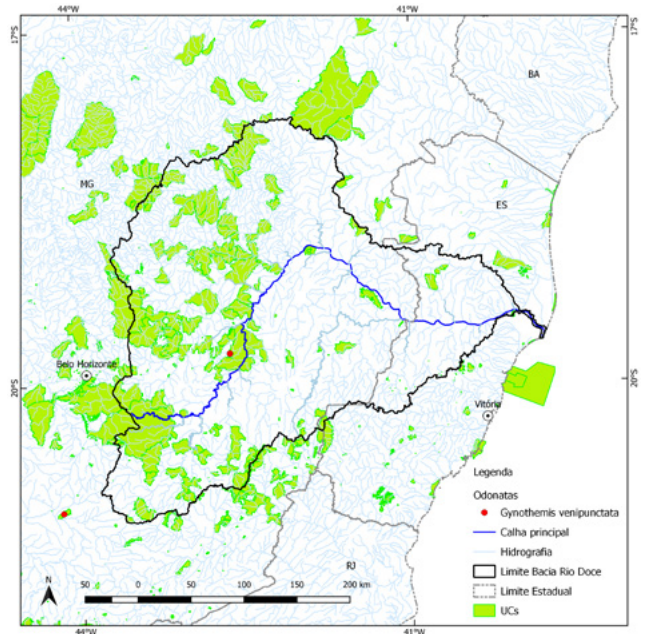 44°W 41°W
17°S 17°S
BA
MG
ES
Belo Horizonte
20°S 20°S
Vitória
Legenda
Odonatas
Gynothemis venipunctata
Calha principal
Hidrografia
Limite Bacia Rio Doce
Limite Estadual
UCs
RJ
N
50 0 50 100 150 200 km
44°W 41°W